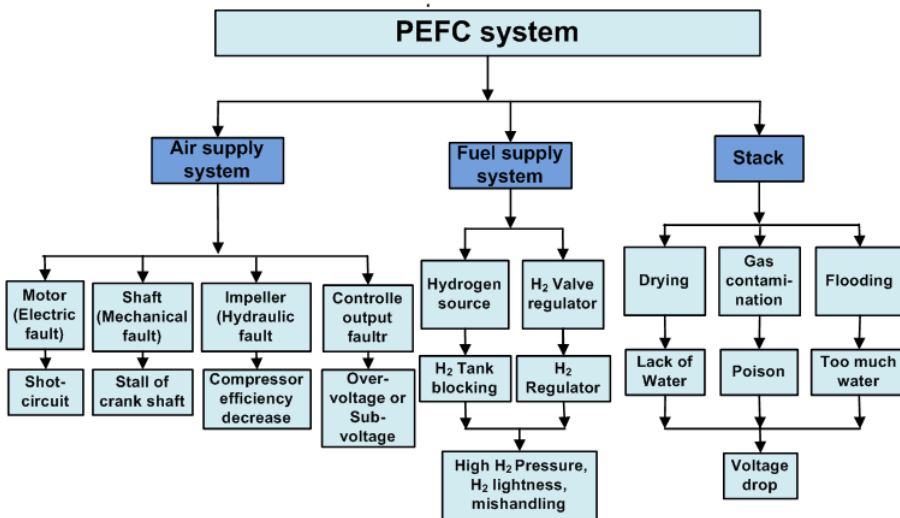 PEFC system
Air supply
system
Fuel supply
system
Stack
Motor
(Electric
fault)
Shaft
(Mechanical
fault)
Impeller
(Hydraulic
fault
Controlle
output
faultr
Hydrogen
source
H₂ Valve
regulator
Drying
Gas
contami-
nation
Flooding
Shot-
circuit
Stall of
crank shaft
Compressor
efficiency
decrease
Over-
voltage or
Sub-
voltage
H₂ Tank
blocking
H₂
Regulator
Lack of
Water
Poison
Too much
water
High H₂ Pressure,
H₂ lightness,
mishandling
Voltage
drop